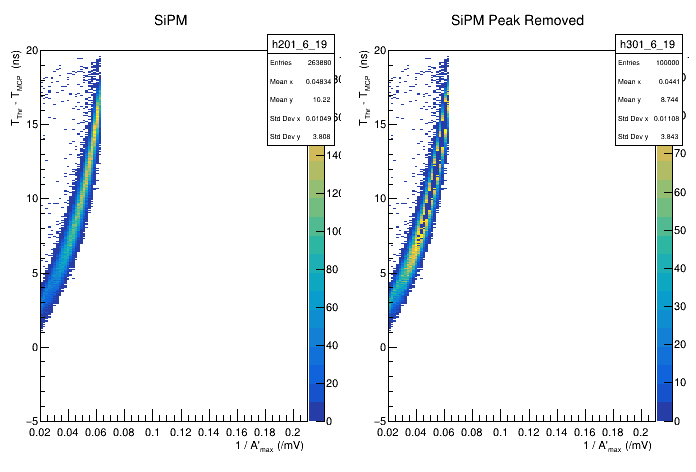 SiPM
SiPM Peak Removed
h201_6_19
Entries 263880
Mean x 0.04834
Mean y 10.22
Std Dev x 0.01049
Std Dev y 3.808
h301_6_19
Entries 100000
Mean x 0.0441
Mean y 8.744
Std Dev x 0.01108
Std Dev y 3.843
T_Thr - T_MCP (ns)
20
15
10
5
0
−5
0.02 0.04 0.06 0.08 0.1 0.12 0.14 0.16 0.18 0.2
1 / A'_max (/mV)
120
100
80
60
40
20
0
T_Thr - T_MCP (ns)
20
15
10
5
0
−5
0.02 0.04 0.06 0.08 0.1 0.12 0.14 0.16 0.18 0.2
1 / A'_max (/mV)
70
60
50
40
30
20
10
0